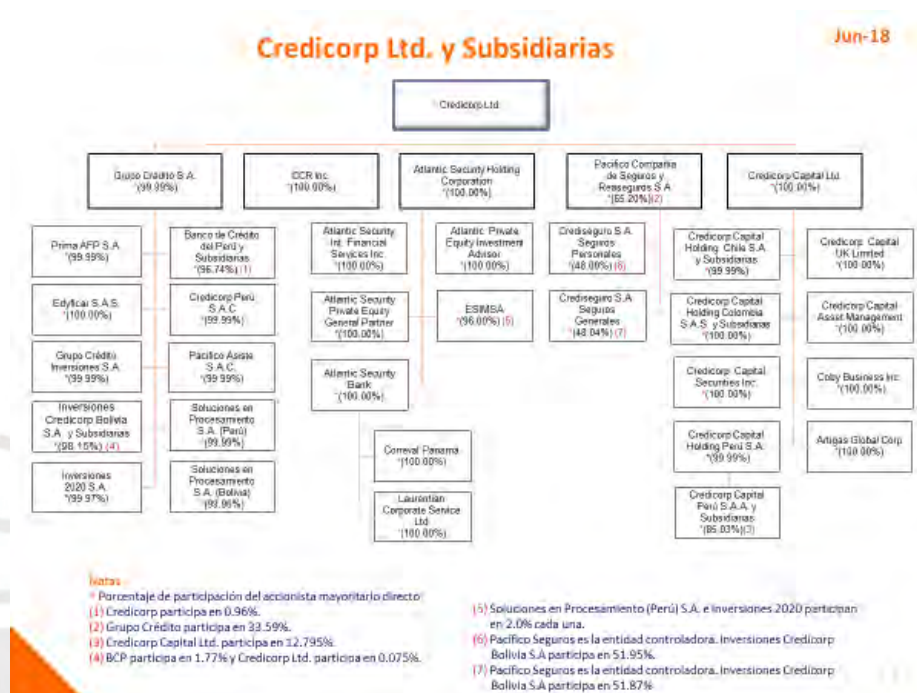 Credicorp Ltd. y Subsidiarias
Jun-18
Credicorp Ltd.
Grupo Crédito S.A.
*(99.99%)
CCR Inc.
*(100.00%)
Atlantic Security Holding
Corporation
*(100.00%)
Pacifico Compañia
de Seguros y
Reaseguros S.A.
*(65.20%)(2)
Credicorp Capital Ltd.
*(100.00%)
Prima AFP S.A.
*(99.99%)
Edyficar S.A.S.
*(100.00%)
Grupo Crédito
Inversiones S.A.
*(99.99%)
Inversiones
Credicorp Bolivia
S.A. y Subsidiarias
*(98.15%) (4)
Inversiones
2020 S.A.
*(99.97%)
Banco de Crédito
del Perú y
Subsidiarias
*(96.74%) (1)
Credicorp Perú
S.A.C.
*(99.99%)
Pacifico Asiste
S.A.C.
*(99.99%)
Soluciones en
Procesamiento
S.A. (Perú)
*(99.99%)
Soluciones en
Procesamiento
S.A. (Bolivia)
Atlantic Security
Int. Financial
Services Inc.
*(100.00%)
Atlantic Security
Private Equity
General Partner
*(100.00%)
Atlantic Security
Bank
*(100.00%)
Atlantic Private
Equity Investment
Advisor
*(100.00%)
ESIMSA
*(96.00%) (5)
Correval Panamá
*(100.00%)
Laurentian
Corporate Service
Ltd
*(100.00%)
Crediseguro S.A.
Seguros
Personales
*(48.00%) (6)
Crediseguro S.A
Seguros
Generales
*(48.04%) (7)
Credicorp Capital
Holding Chile S.A.
y Subsidiarias
*(99.99%)
Credicorp Capital
Holding Colombia
S.A.S. y Subsidiarias
*(100.00%)
Credicorp Capital
Securities Inc.
*(100.00%)
Credicorp Capital
Holding Perú S.A.
*(99.99%)
Credicorp Capital
Perú S.A.A. y
Subsidiarias
*(85.03%)(3)
Credicorp Capital
UK Limited
*(100.00%)
Credicorp Capital
Asset Management
*(100.00%)
Coby Business Inc.
*(100.00%)
Artigas Global Corp
*(100.00%)
Notas
* Porcentaje de participación del accionista mayoritario directo
(1) Credicorp participa en 0.96%.
(2) Grupo Crédito participa en 33.59%.
(3) Credicorp Capital Ltd. participa en 12.795%.
(4) BCP participa en 1.77% y Credicorp Ltd. participa en 0.075%.
(5) Soluciones en Procesamiento (Perú) S.A. e Inversiones 2020 participan
en 2.0% cada una.
(6) Pacífico Seguros es la entidad controladora. Inversiones Credicorp
Bolivia S.A participa en 51.95%.
(7) Pacífico Seguros es la entidad controladora. Inversiones Credicorp
Bolivia S.A participa en 51.87%